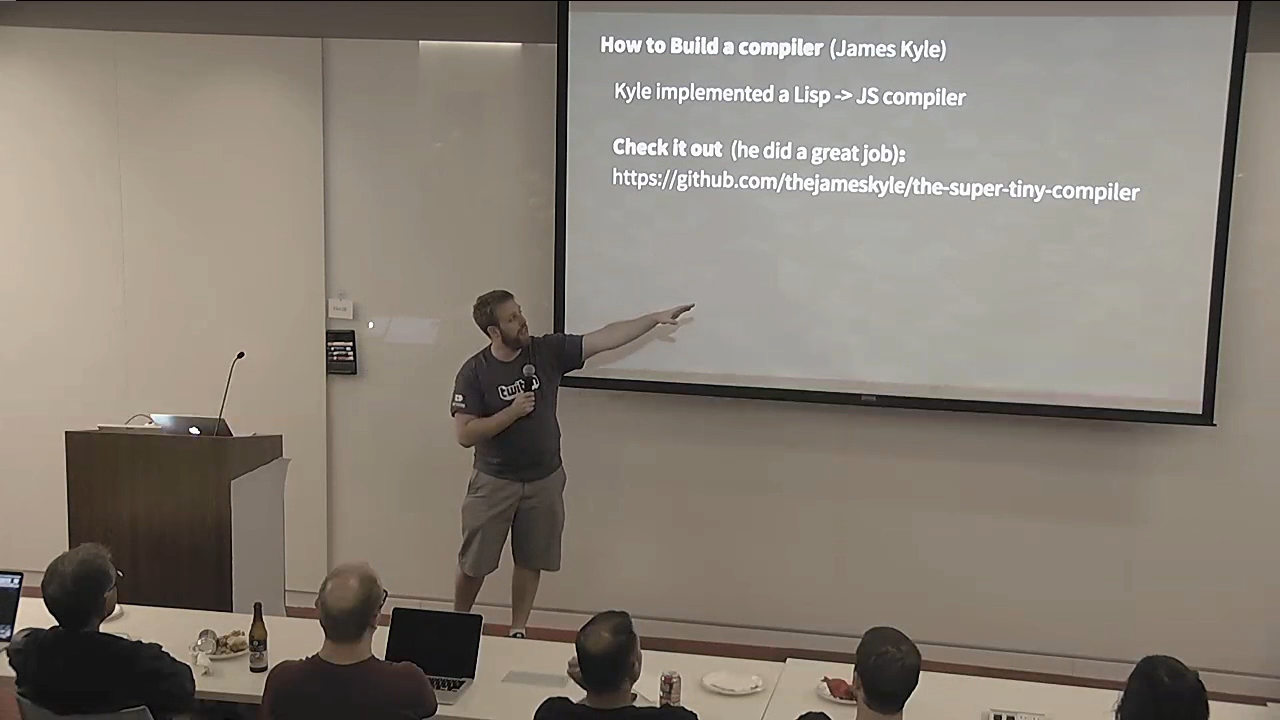 How to Build a compiler (James Kyle)
Kyle implemented a Lisp -> JS compiler
Check it out (he did a great job):
https://github.com/thejameskyle/the-super-tiny-compiler
twitch